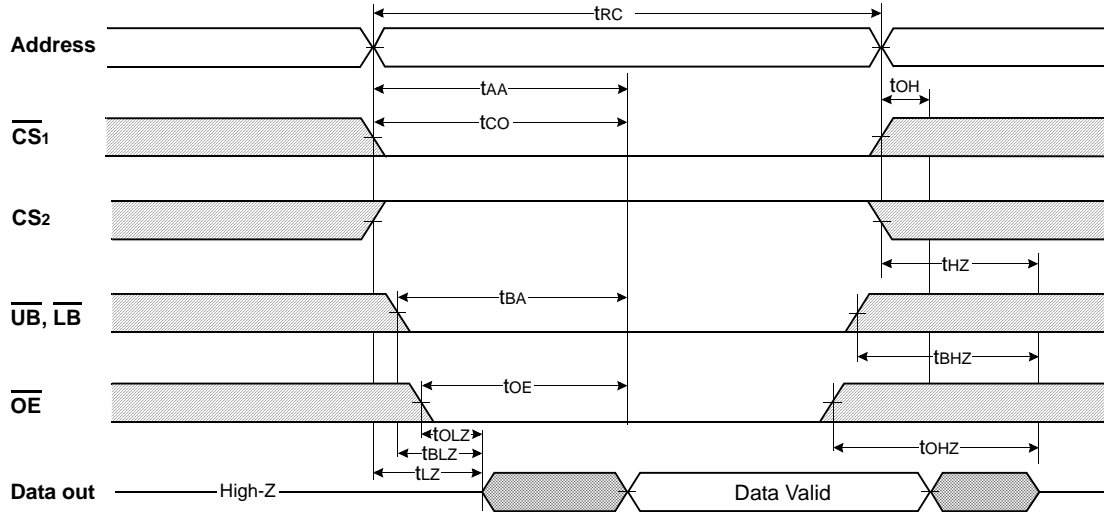 tRC
Address
tOH
tAA
tCO
CS1
CS2
tHZ
tBA
UB, LB
tBHZ
tOE
OE
tOLZ
tOHZ
tBLZ
tLZ
Data out
High-Z
Data Valid